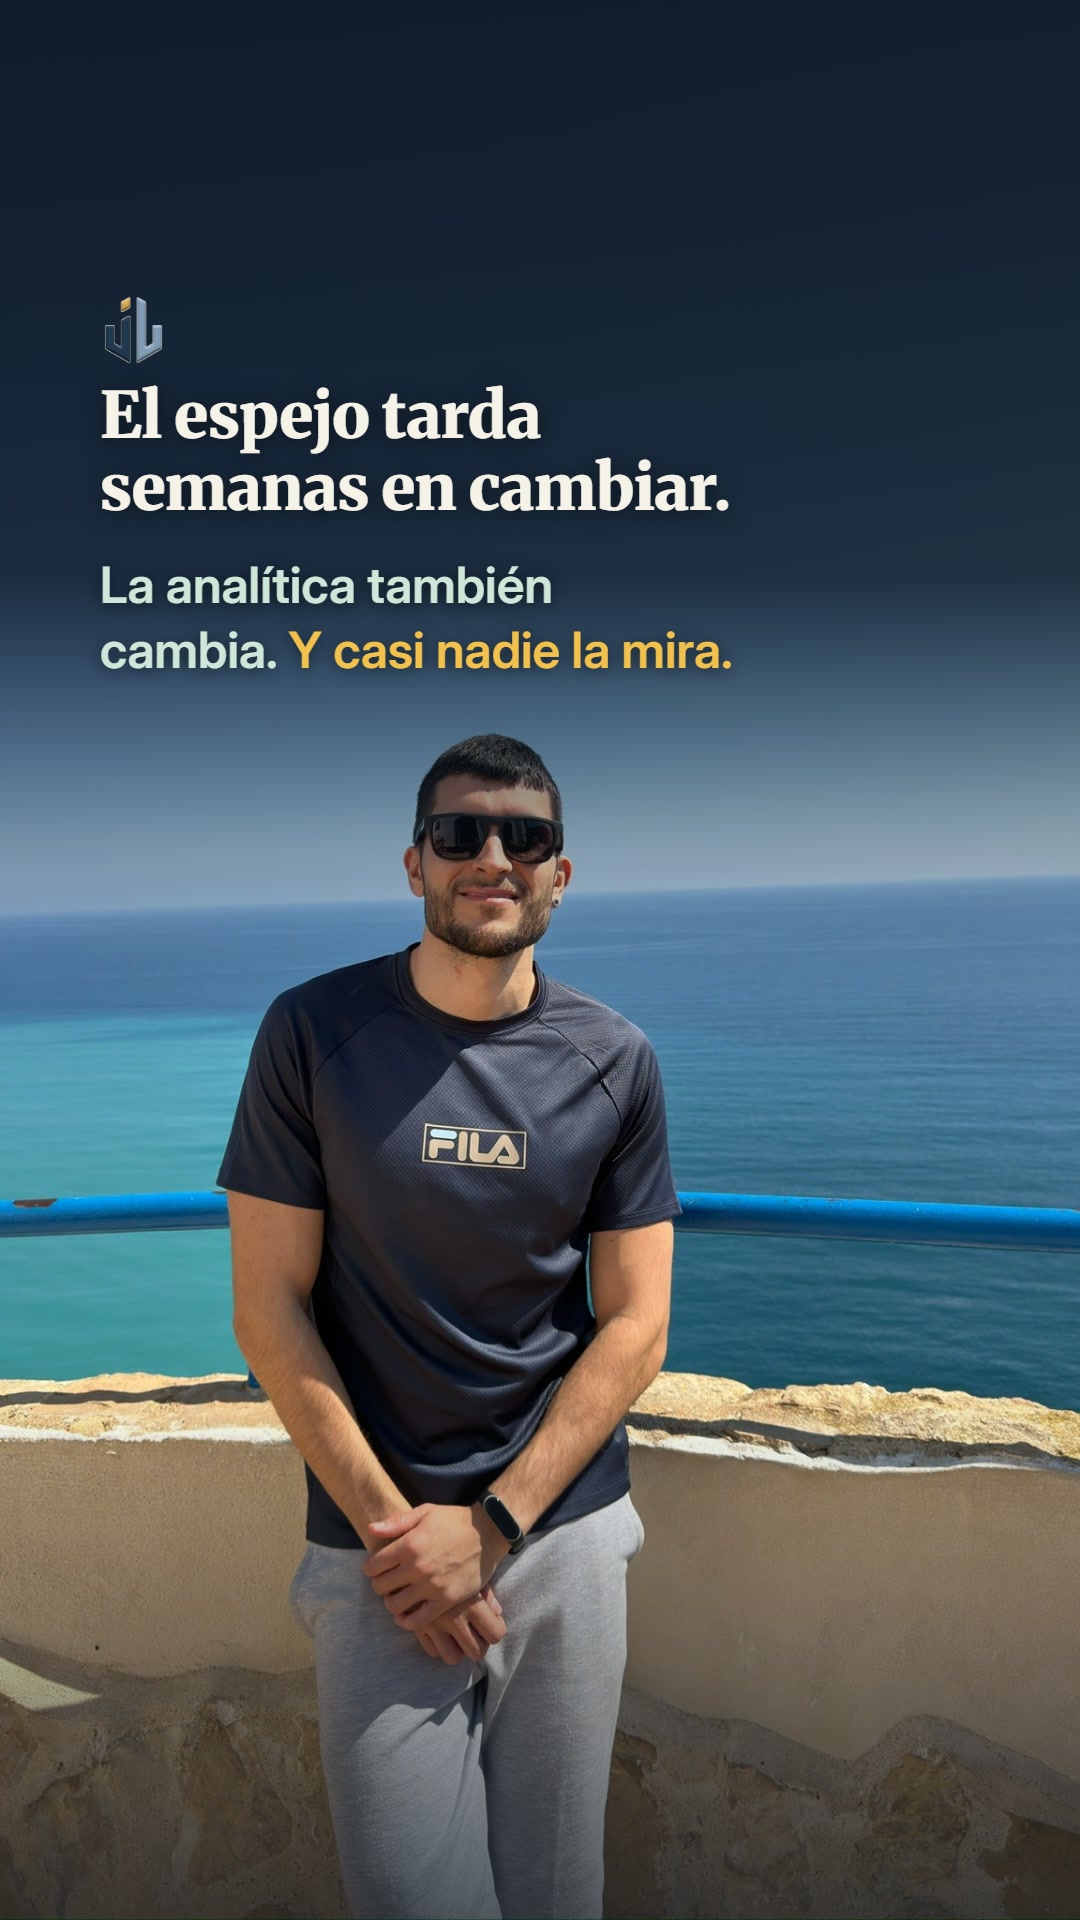 El espejo tarda
semanas en cambiar.
La analítica también
cambia. Y casi nadie la mira.
FILA